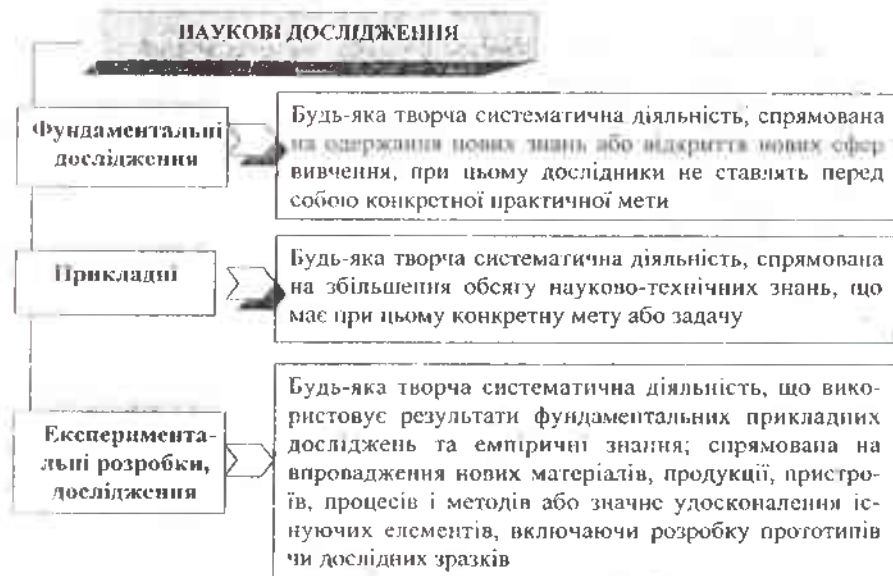 НАУКОВІ ДОСЛІДЖЕННЯ
Фундаментальні
дослідження
Будь-яка творча систематична діяльність, спрямована
на одержання нових знань або відкриття нових сфер
вивчення, при цьому дослідники не ставлять перед
собою конкретної практичної мети
Прикладні
Будь-яка творча систематична діяльність, спрямована
на збільшення обсягу науково-технічних знань, що
має при цьому конкретну мету або задачу
Експеримента-
льні розробки,
дослідження
Будь-яка творча систематична діяльність, що вико-
ристовує результати фундаментальних прикладних
досліджень та емпіричні знання; спрямована на
впровадження нових матеріалів, продукції, пристро-
їв, процесів і методів або значне удосконалення іс-
нуючих елементів, включаючи розробку прототипів
чи дослідних зразків